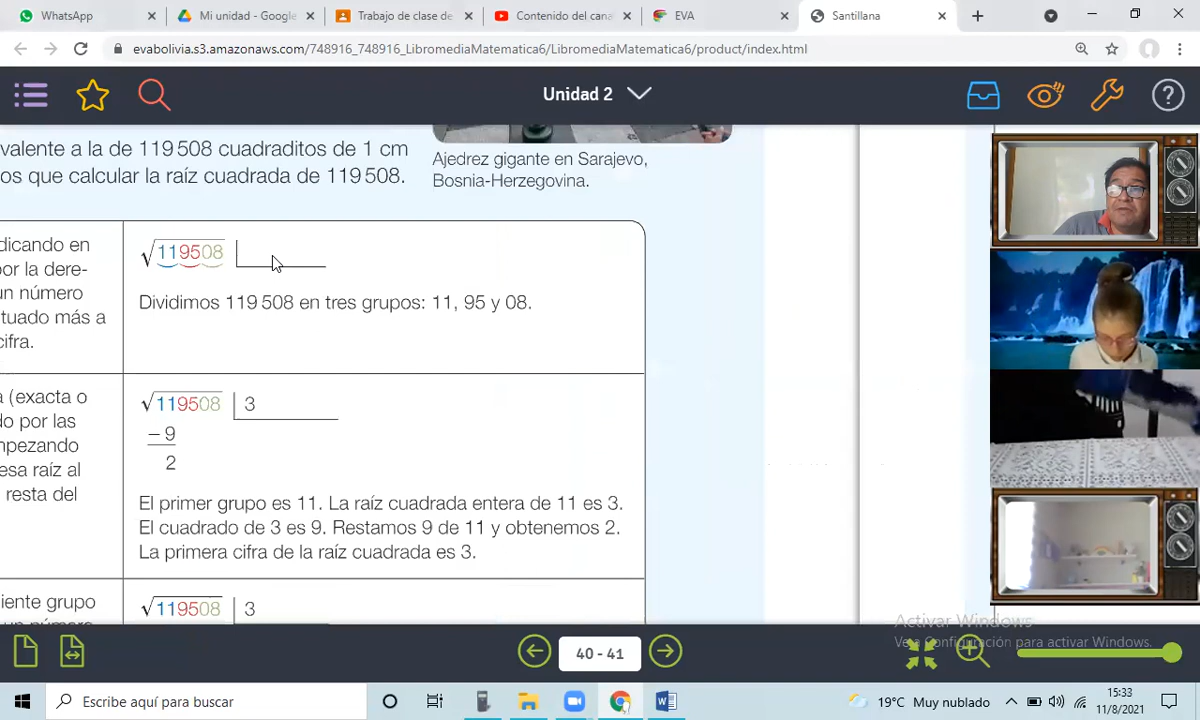 WhatsApp
Mi unidad - Google
Trabajo de clase de
Contenido del cana
EVA
Santillana
evabolivia.s3.amazonaws.com/748916_748916_LibromediaMatematica6/LibromediaMatematica6/product/index.html
Unidad 2
valente a la de 119 508 cuadraditos de 1 cm
os que calcular la raíz cuadrada de 119 508.
Ajedrez gigante en Sarajevo,
Bosnia-Herzegovina.
dicando en
por la dere-
un número
tuado más a
cifra.
√119508
Dividimos 119 508 en tres grupos: 11, 95 y 08.
a (exacta o
do por las
mpezando
esa raíz al
resta del
√119508 3
– 9
2
El primer grupo es 11. La raíz cuadrada entera de 11 es 3.
El cuadrado de 3 es 9. Restamos 9 de 11 y obtenemos 2.
La primera cifra de la raíz cuadrada es 3.
iente grupo
un número
√119508 3
Activar Windows
Ve a Configuración para activar Windows.
40 - 41
Escribe aquí para buscar
19°C Muy nublado
15:33
11/8/2021